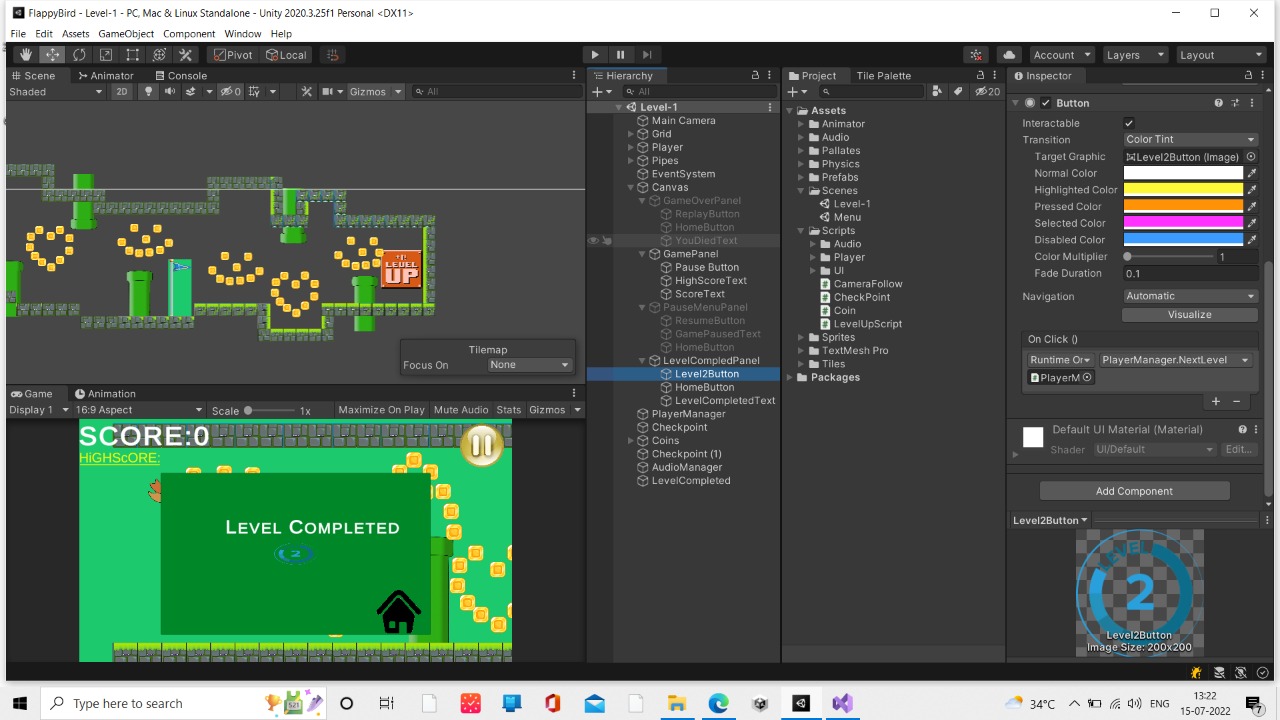 FlappyBird - Level-1 - PC, Mac & Linux Standalone - Unity 2020.3.25f1 Personal <DX11>
File Edit Assets GameObject Component Window Help
Pivot Local Account Layers Layout
Scene Animator Console
Shaded 2D 0 Gizmos All
LEVEL
UP
Tilemap
Focus On None
Game Animation
Display 1 16:9 Aspect Scale 1x Maximize On Play Mute Audio Stats Gizmos
SCORE:0
HiGHScORE:
LEVEL COMPLETED
2
Hierarchy
All
Level-1
Main Camera
Grid
Player
Pipes
EventSystem
Canvas
GameOverPanel
ReplayButton
HomeButton
YouDiedText
GamePanel
Pause Button
HighScoreText
ScoreText
PauseMenuPanel
ResumeButton
GamePausedText
HomeButton
LevelCompledPanel
Level2Button
HomeButton
LevelCompletedText
PlayerManager
Checkpoint
Coins
Checkpoint (1)
AudioManager
LevelCompleted
Project Tile Palette
20
Assets
Animator
Audio
Pallates
Physics
Prefabs
Scenes
Level-1
Menu
Scripts
Audio
Player
UI
CameraFollow
CheckPoint
Coin
LevelUpScript
Sprites
TextMesh Pro
Tiles
Packages
Inspector
Button
Interactable
Transition Color Tint
Target Graphic Level2Button (Image)
Normal Color
Highlighted Color
Pressed Color
Selected Color
Disabled Color
Color Multiplier 1
Fade Duration 0.1
Navigation Automatic
Visualize
On Click ()
Runtime Or PlayerManager.NextLevel
PlayerM
Default UI Material (Material)
Shader UI/Default Edit...
Add Component
Level2Button
LEVEL
2
Level2Button
Image Size: 200x200
Type here to search
34°C ENG
13:22
15-07-2022
7